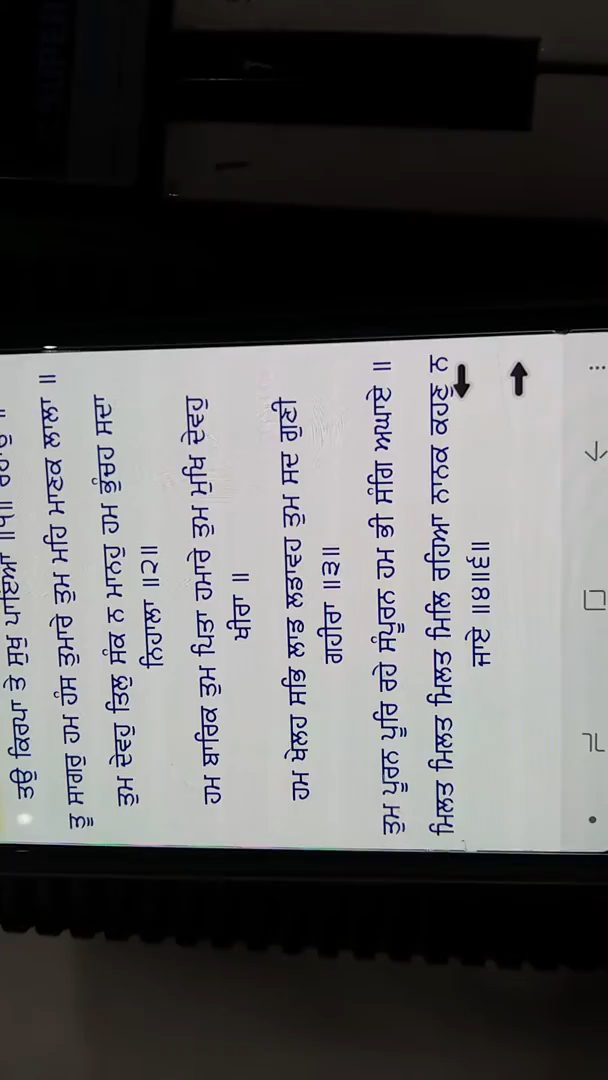 ਤਉ ਕਿਰਪਾ ਤੇ ਸੁਖੁ ਪਾਇਆ ॥੧॥ ਰਹਾਉ ॥
ਤੂ ਸਾਗਰੁ ਹਮ ਹੰਸ ਤੁਮਾਰੇ ਤੁਮ ਮਹਿ ਮਾਣਕ ਲਾਲਾ ॥
ਤੁਮ ਦੇਵਹੁ ਤਿਲੁ ਸੰਕ ਨ ਮਾਨਹੁ ਹਮ ਭੁੰਚਹ ਸਦਾ
ਨਿਹਾਲਾ ॥੨॥
ਹਮ ਬਾਰਿਕ ਤੁਮ ਪਿਤਾ ਹਮਾਰੇ ਤੁਮ ਮੁਖਿ ਦੇਵਹੁ
ਖੀਰਾ ॥
ਹਮ ਖੇਲਹ ਸਭਿ ਲਾਡ ਲਡਾਵਹ ਤੁਮ ਸਦ ਗੁਣੀ
ਗਹੀਰਾ ॥੩॥
ਤੁਮ ਪੂਰਨ ਪੂਰਿ ਰਹੇ ਸੰਪੂਰਨ ਹਮ ਭੀ ਸੰਗਿ ਅਘਾਏ ॥
ਮਿਲਤ ਮਿਲਤ ਮਿਲਤ ਮਿਲਿ ਰਹਿਆ ਨਾਨਕ ਕਹਣੁ ਨ
ਜਾਏ ॥੪॥੬॥